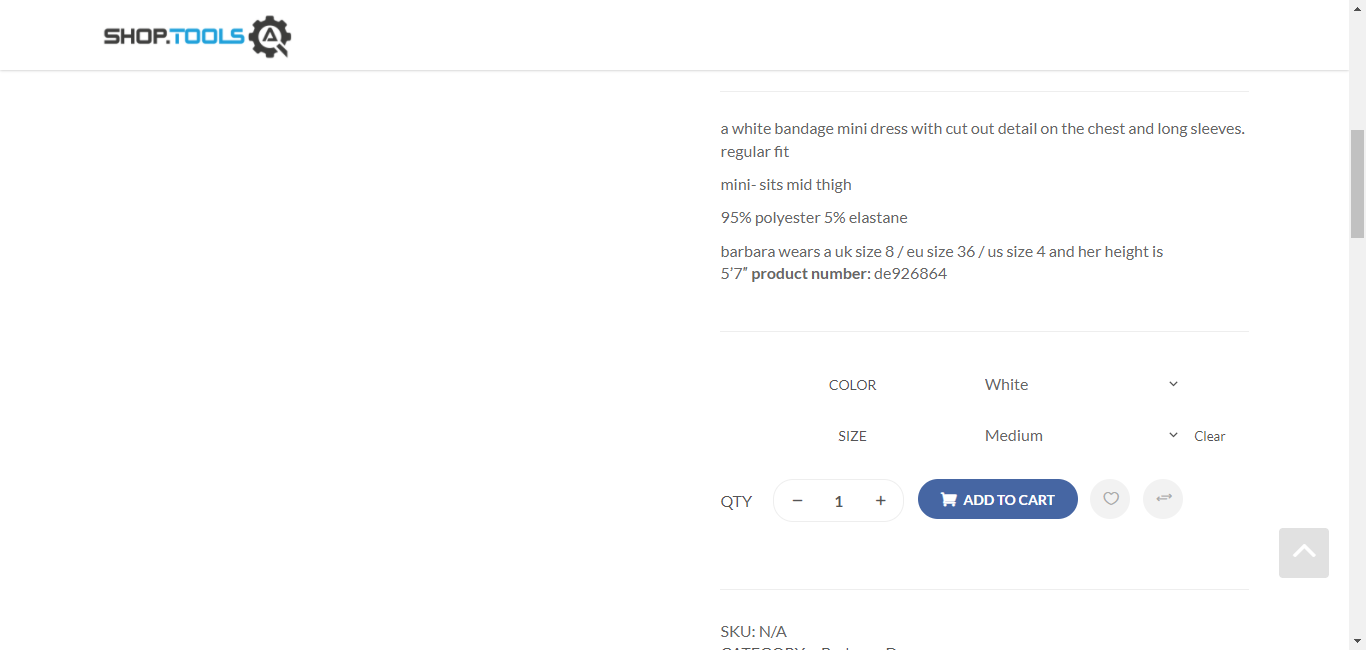 SHOP.TOOLS
a white bandage mini dress with cut out detail on the chest and long sleeves.
regular fit
mini- sits mid thigh
95% polyester 5% elastane
barbara wears a uk size 8 / eu size 36 / us size 4 and her height is
5’7” product number: de926864
COLOR White
SIZE Medium Clear
QTY − 1 + ADD TO CART
SKU: N/A